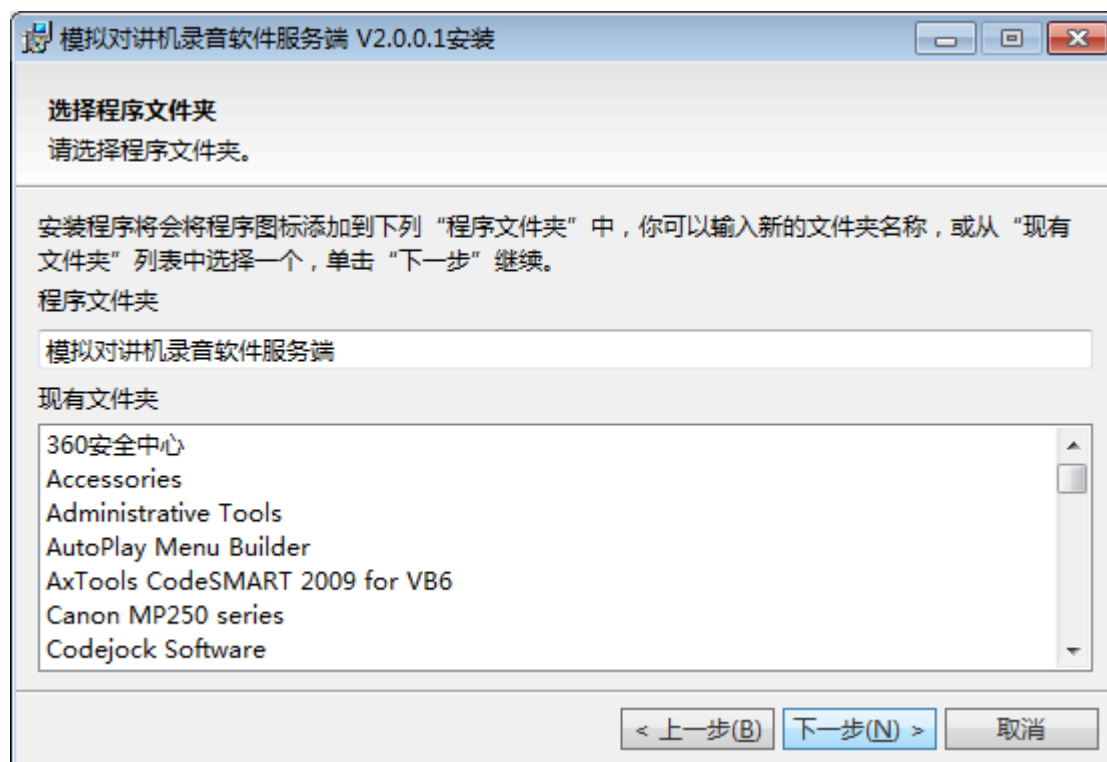 模拟对讲机录音软件服务端 V2.0.0.1安装
选择程序文件夹
请选择程序文件夹。
安装程序将会将程序图标添加到下列“程序文件夹”中，你可以输入新的文件夹名称，或从“现有
文件夹”列表中选择一个，单击“下一步”继续。
程序文件夹
模拟对讲机录音软件服务端
现有文件夹
360安全中心
Accessories
Administrative Tools
AutoPlay Menu Builder
AxTools CodeSMART 2009 for VB6
Canon MP250 series
Codejock Software
< 上一步(B) 下一步(N) > 取消